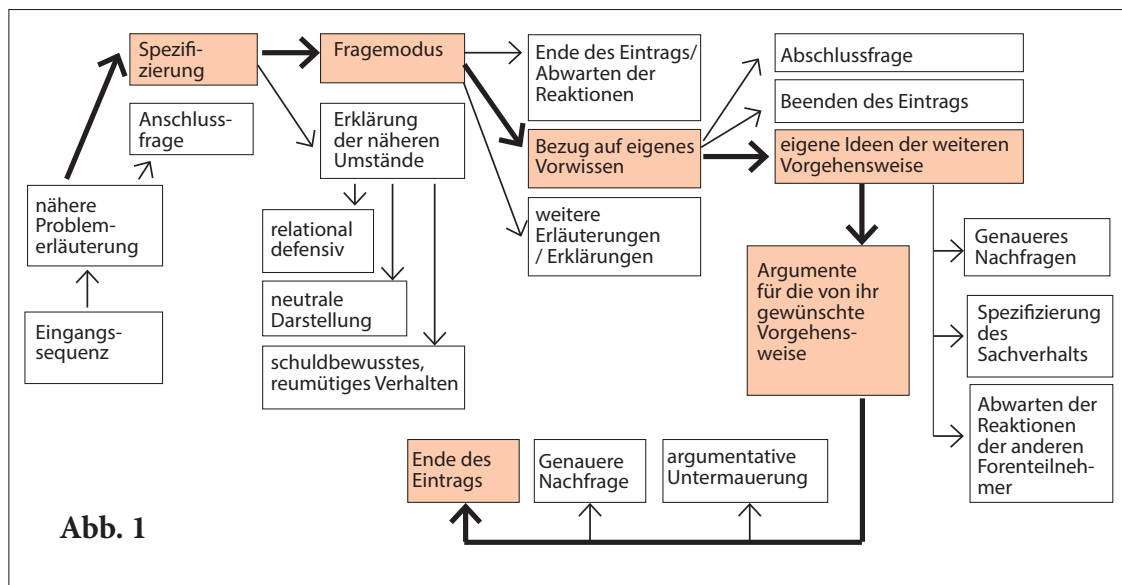 Spezifi-
zierung
Fragemodus
Ende des Eintrags/
Abwarten der
Reaktionen
Abschlussfrage
Beenden des Eintrags
Anschluss-
frage
Erklärung
der näheren
Umstände
Bezug auf eigenes
Vorwissen
eigene Ideen der weiteren
Vorgehensweise
nähere
Problem-
erläuterung
relational
defensiv
weitere
Erläuterungen
/ Erklärungen
Genaueres
Nachfragen
Argumente
für die von ihr
gewünschte
Vorgehens-
weise
Eingangs-
sequenz
neutrale
Darstellung
Spezifizierung
des
Sachverhalts
schuldbewusstes,
reumütiges Verhalten
Abwarten der
Reaktionen
der anderen
Forenteilneh-
mer
Ende des
Eintrags
Genauere
Nachfrage
argumentative
Untermauerung
Abb. 1